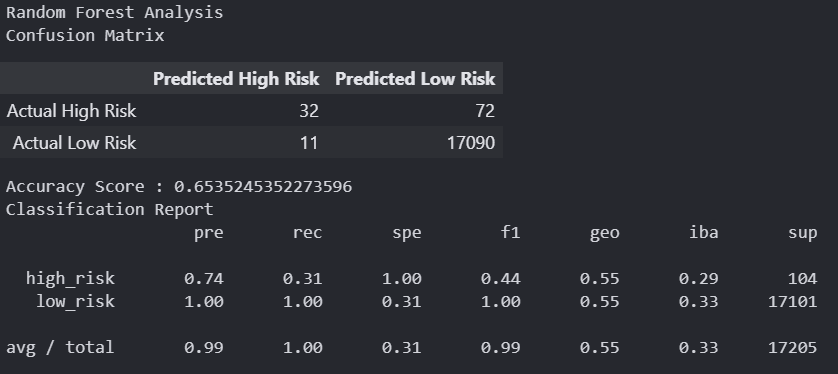 Random Forest Analysis
Confusion Matrix
Predicted High Risk Predicted Low Risk
Actual High Risk 32 72
Actual Low Risk 11 17090
Accuracy Score : 0.6535245352273596
Classification Report
pre rec spe f1 geo iba sup
high_risk 0.74 0.31 1.00 0.44 0.55 0.29 104
low_risk 1.00 1.00 0.31 1.00 0.55 0.33 17101
avg / total 0.99 1.00 0.31 0.99 0.55 0.33 17205